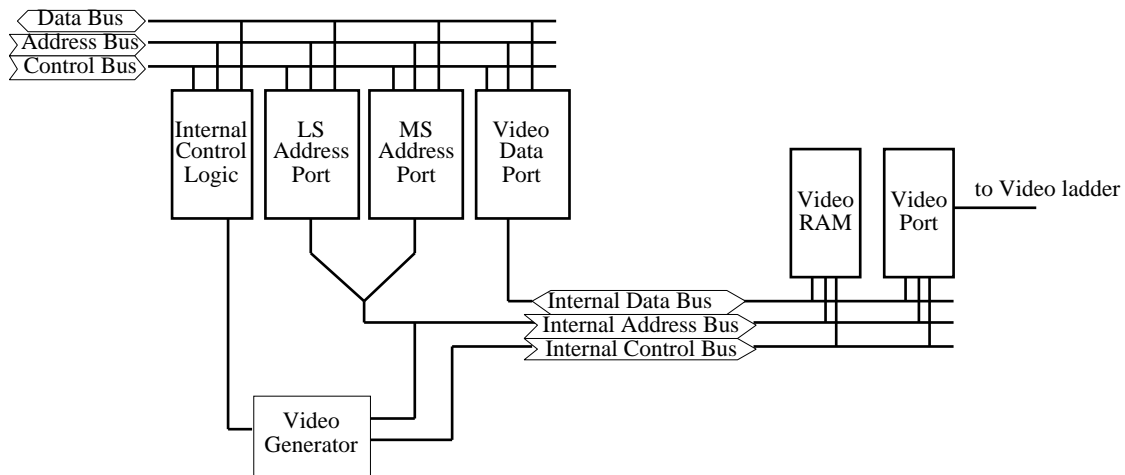 Data Bus
Address Bus
Control Bus
Internal
Control
Logic
LS
Address
Port
MS
Address
Port
Video
Data
Port
Video
RAM
Video
Port
to Video ladder
Internal Data Bus
Internal Address Bus
Internal Control Bus
Video
Generator